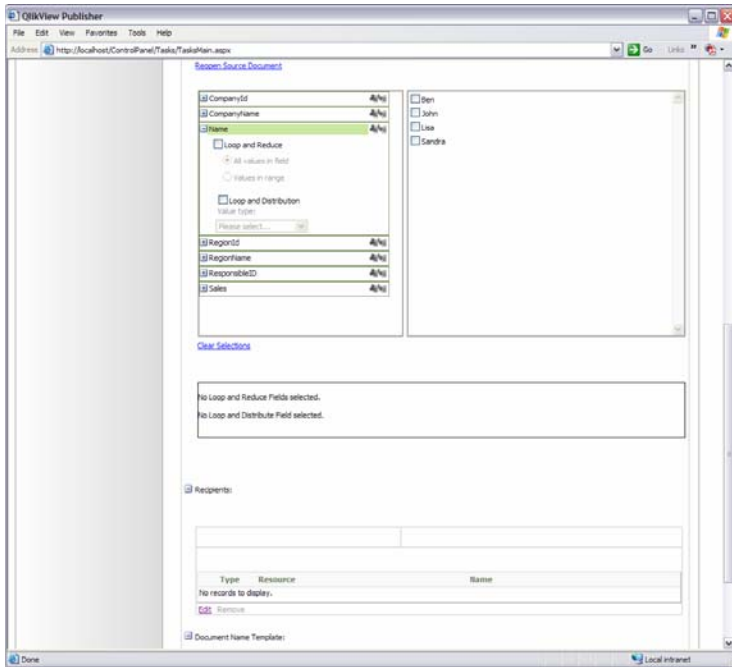 QlikView Publisher
File Edit View Favorites Tools Help
Address http://localhost/ControlPanel/Tasks/TasksMain.aspx Go Links »
Reopen Source Document
CompanyId
CompanyName
Name
Loop and Reduce
All values in field
Values in range
Loop and Distribution
Value type:
Please select...
RegionId
RegionName
ResponsibleID
Sales
Ben
John
Lisa
Sandra
Clear Selections
No Loop and Reduce Fields selected.
No Loop and Distribute Field selected.
Recipients:
Type Resource Name
No records to display.
Edit Remove
Document Name Template:
Done Local intranet